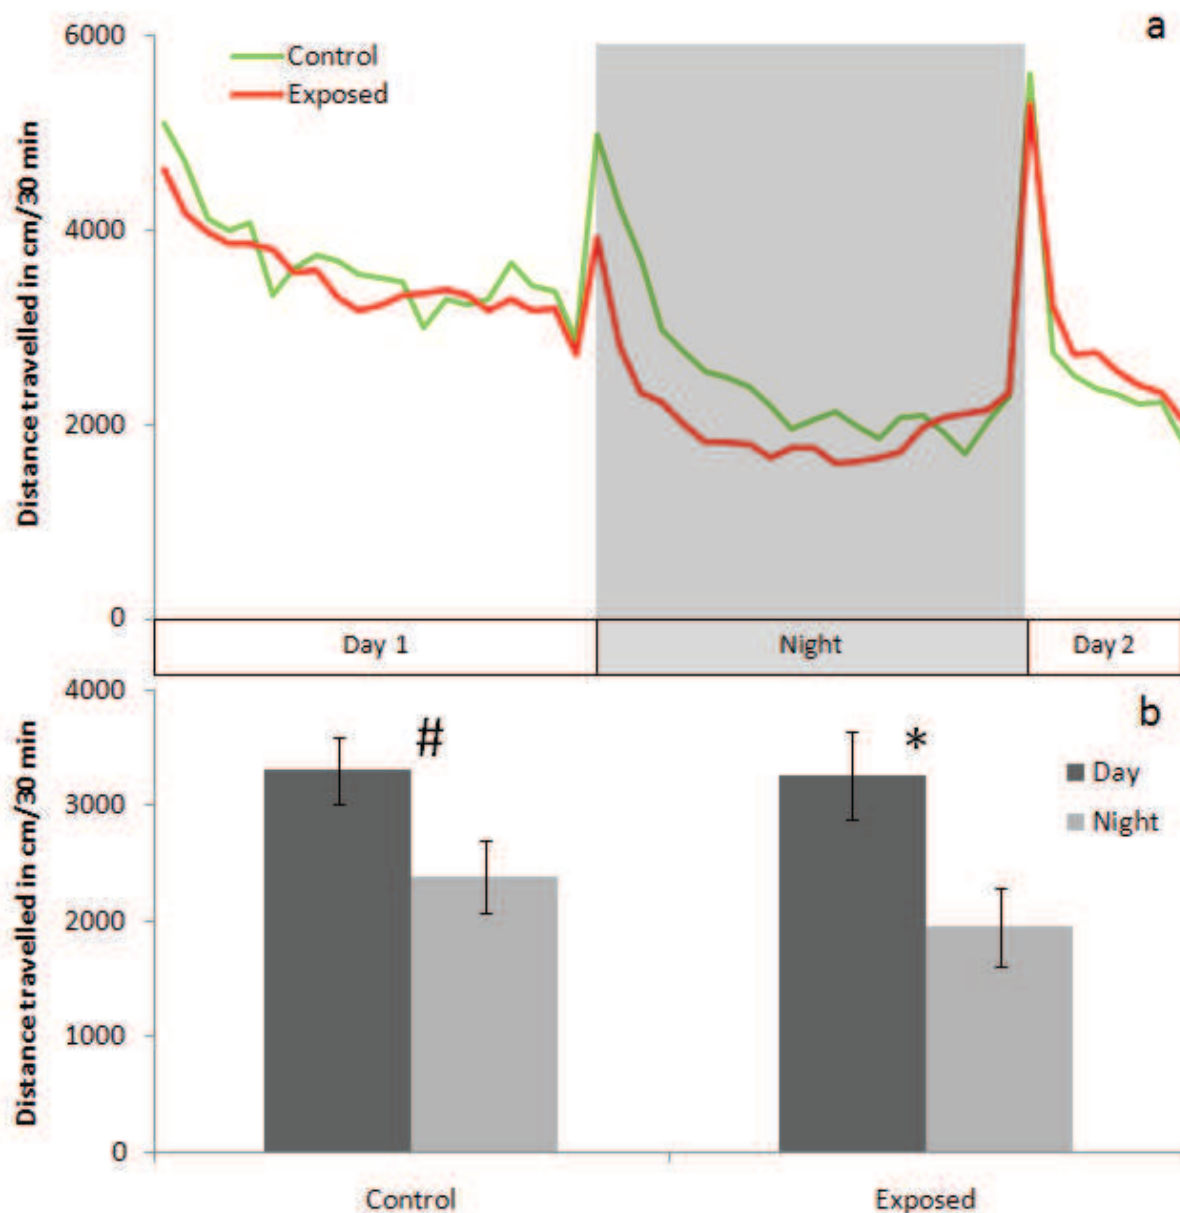 a
Distance travelled in cm/30 min
6000
4000
2000
0
Control
Exposed
Day 1
Night
Day 2
b
Distance travelled in cm/30 min
4000
3000
2000
1000
0
#
*
Day
Night
Control
Exposed